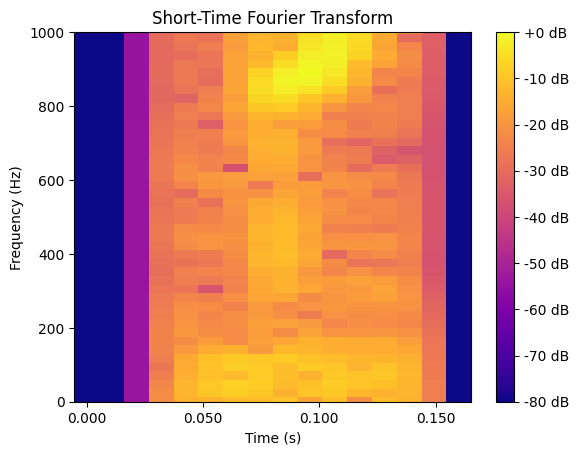 Short-Time Fourier Transform
1000
800
600
400
200
0
Frequency (Hz)
0.000
0.050
0.100
0.150
Time (s)
+0 dB
-10 dB
-20 dB
-30 dB
-40 dB
-50 dB
-60 dB
-70 dB
-80 dB